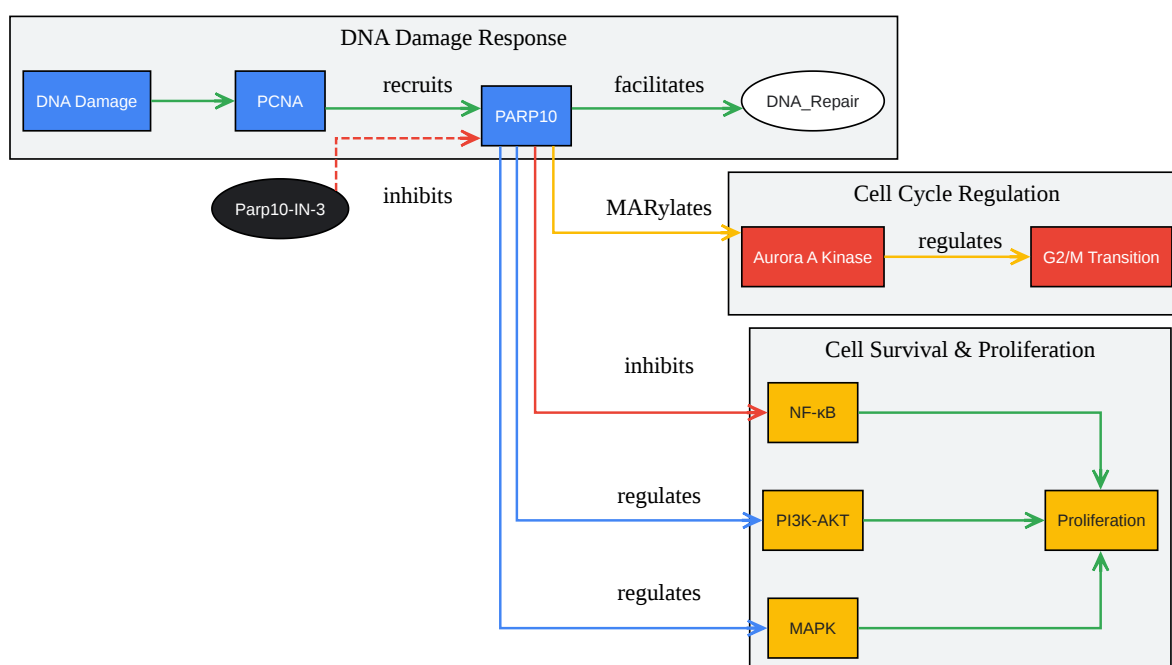 DNA Damage Response
DNA Damage
PCNA
recruits
PARP10
facilitates
DNA_Repair
Parp10-IN-3
inhibits
MARylates
Cell Cycle Regulation
Aurora A Kinase
regulates
G2/M Transition
Cell Survival & Proliferation
inhibits
NF-κB
regulates
PI3K-AKT
Proliferation
regulates
MAPK